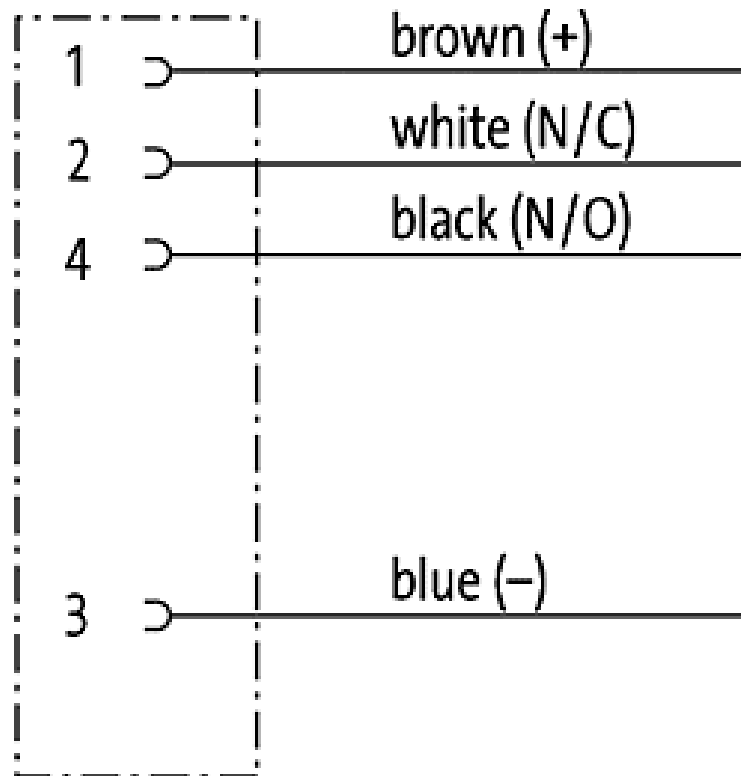 1 brown (+)
2 white (N/C)
4 black (N/O)
3 blue (–)